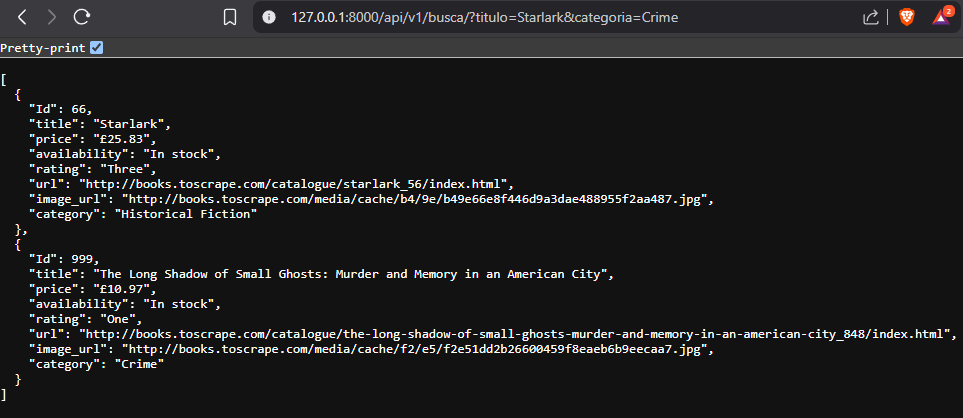 127.0.0.1:8000/api/v1/busca/?titulo=Starlark&categoria=Crime
2
Pretty-print
[
  {
    "Id": 66,
    "title": "Starlark",
    "price": "£25.83",
    "availability": "In stock",
    "rating": "Three",
    "url": "http://books.toscrape.com/catalogue/starlark_56/index.html",
    "image_url": "http://books.toscrape.com/media/cache/b4/9e/b49e66e8f446d9a3dae488955f2aa487.jpg",
    "category": "Historical Fiction"
  },
  {
    "Id": 999,
    "title": "The Long Shadow of Small Ghosts: Murder and Memory in an American City",
    "price": "£10.97",
    "availability": "In stock",
    "rating": "One",
    "url": "http://books.toscrape.com/catalogue/the-long-shadow-of-small-ghosts-murder-and-memory-in-an-american-city_848/index.html",
    "image_url": "http://books.toscrape.com/media/cache/f2/e5/f2e51dd2b26600459f8eaeb6b9eecaa7.jpg",
    "category": "Crime"
  }
]